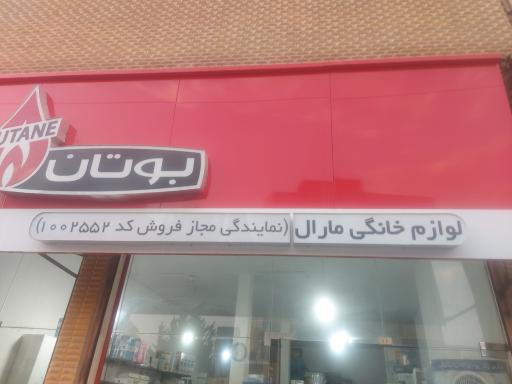 UTANE
بوتان
لوازم خانگی مارال (نمایندگی مجاز فروش کد ۱۰۰۲۵۵۲)